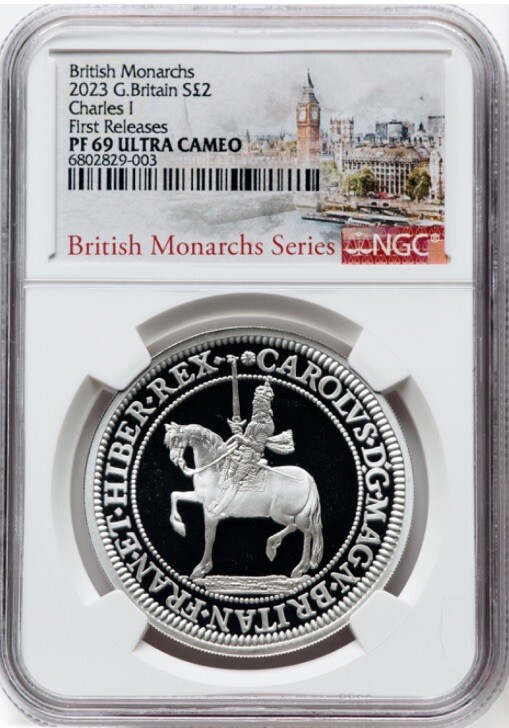 British Monarchs
2023 G.Britain S£2
Charles I
First Releases
PF 69 ULTRA CAMEO
6802829-003
British Monarchs Series NGC
CAROLVS·D:G·MAG·N·BRITAN·FRAN·ET·HIBER·REX·